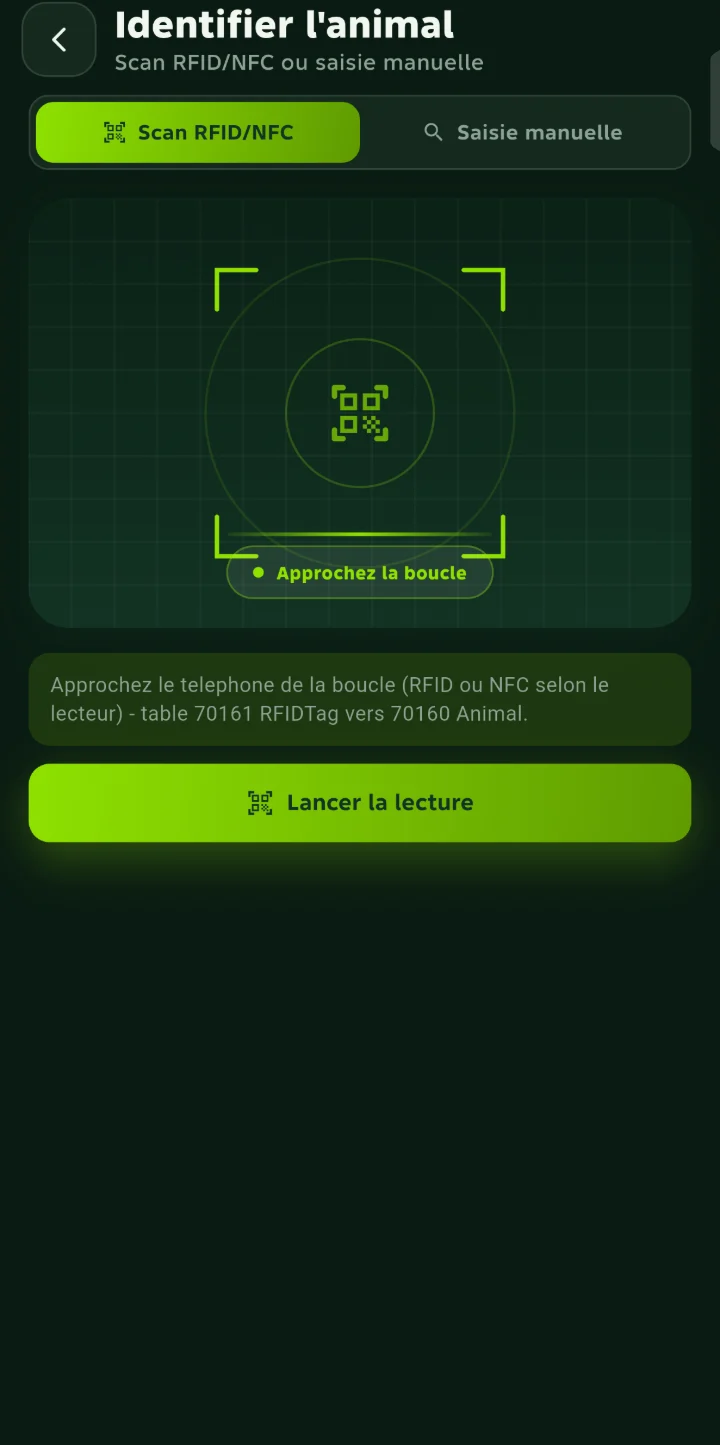 Identifier l'animal
Scan RFID/NFC ou saisie manuelle
Scan RFID/NFC
Saisie manuelle
Approchez la boucle
Approchez le telephone de la boucle (RFID ou NFC selon le
lecteur) - table 70161 RFIDTag vers 70160 Animal.
Lancer la lecture